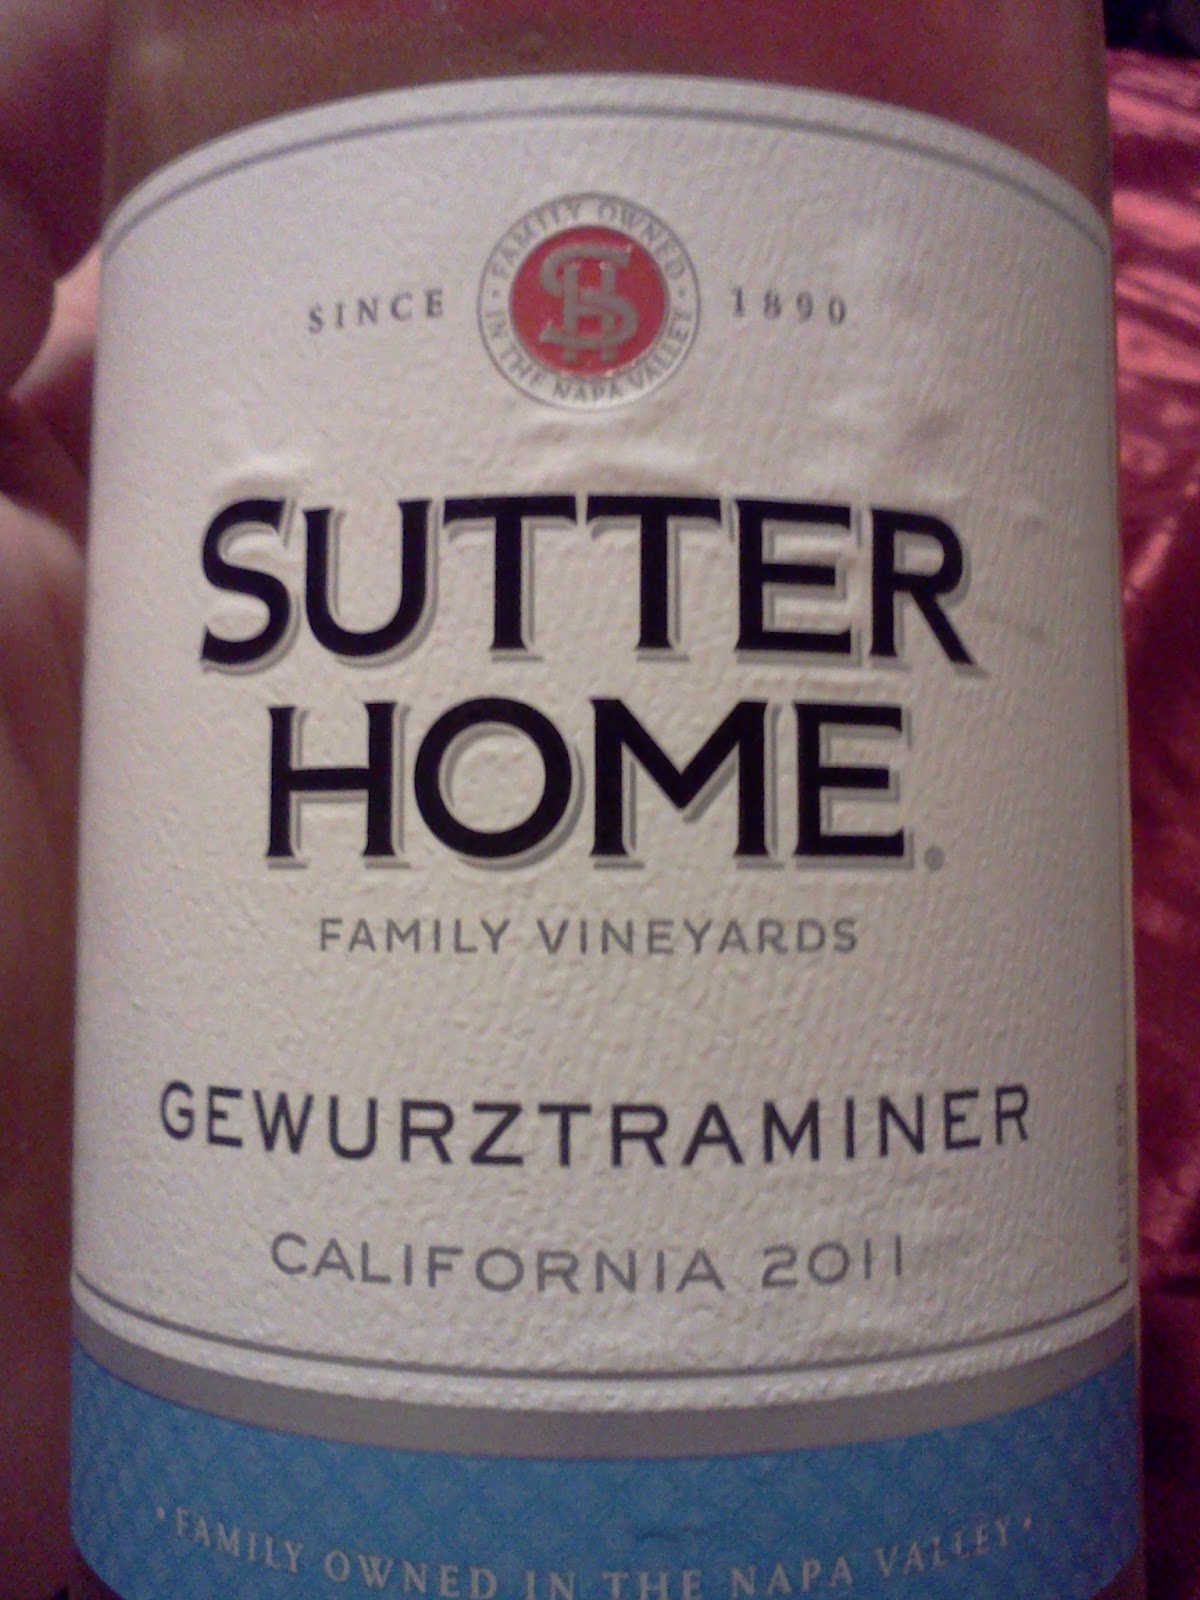 SINCE
· FAMILY OWNED ·
IN THE NAPA VALLEY
SH
1890
SUTTER
HOME
FAMILY VINEYARDS
GEWURZTRAMINER
CALIFORNIA 2011
• FAMILY OWNED IN THE NAPA VALLEY •